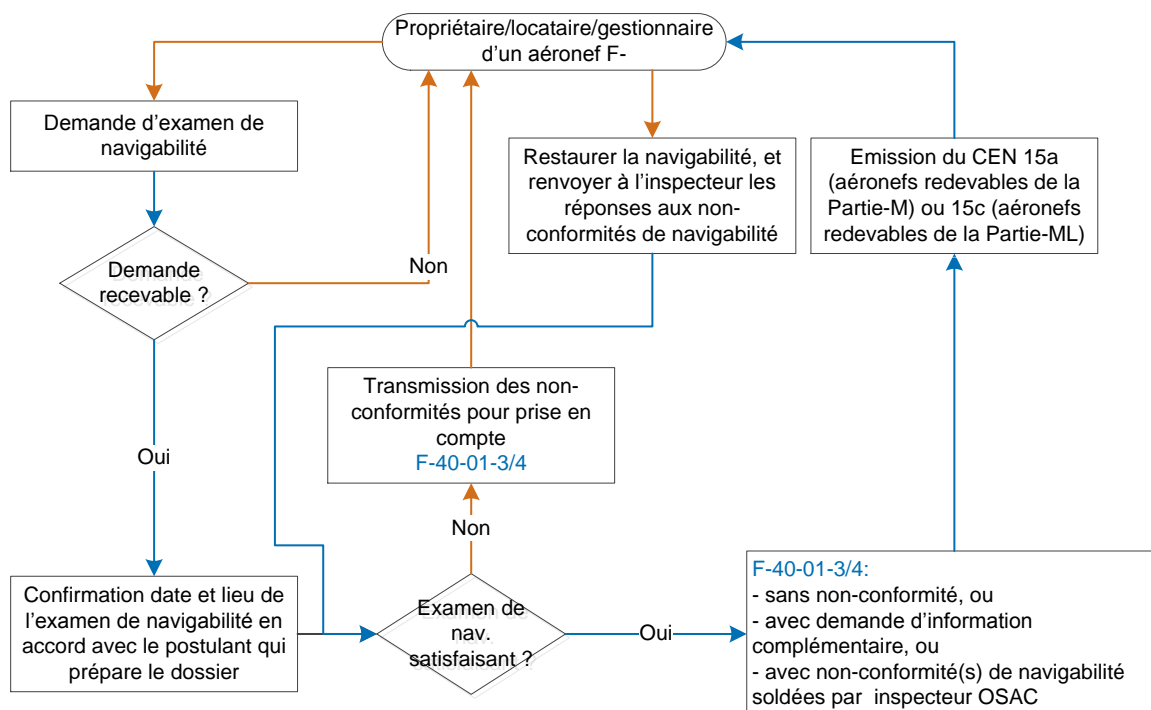 Propriétaire/locataire/gestionnaire
d'un aéronef F-
Demande d'examen de
navigabilité
Restaurer la navigabilité, et
renvoyer à l'inspecteur les
réponses aux non-
conformités de navigabilité
Emission du CEN 15a
(aéronefs redevables de la
Partie-M) ou 15c (aéronefs
redevables de la Partie-ML)
Demande
recevable ?
Non
Transmission des non-
conformités pour prise en
compte
F-40-01-3/4
Oui
Non
Confirmation date et lieu de
l'examen de navigabilité en
accord avec le postulant qui
prépare le dossier
Examen de
nav.
satisfaisant ?
Oui
F-40-01-3/4:
- sans non-conformité, ou
- avec demande d'information
complémentaire, ou
- avec non-conformité(s) de navigabilité
soldées par inspecteur OSAC